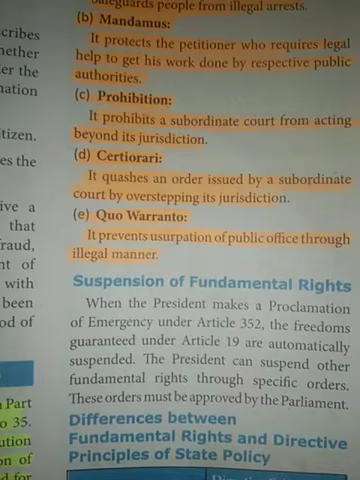 safeguards people from illegal arrests.
(b) Mandamus:
It protects the petitioner who requires legal
help to get his work done by respective public
authorities.
(c) Prohibition:
It prohibits a subordinate court from acting
beyond its jurisdiction.
(d) Certiorari:
It quashes an order issued by a subordinate
court by overstepping its jurisdiction.
(e) Quo Warranto:
It prevents usurpation of public office through
illegal manner.
Suspension of Fundamental Rights
When the President makes a Proclamation
of Emergency under Article 352, the freedoms
guaranteed under Article 19 are automatically
suspended. The President can suspend other
fundamental rights through specific orders.
These orders must be approved by the Parliament.
Differences between
Fundamental Rights and Directive
Principles of State Policy